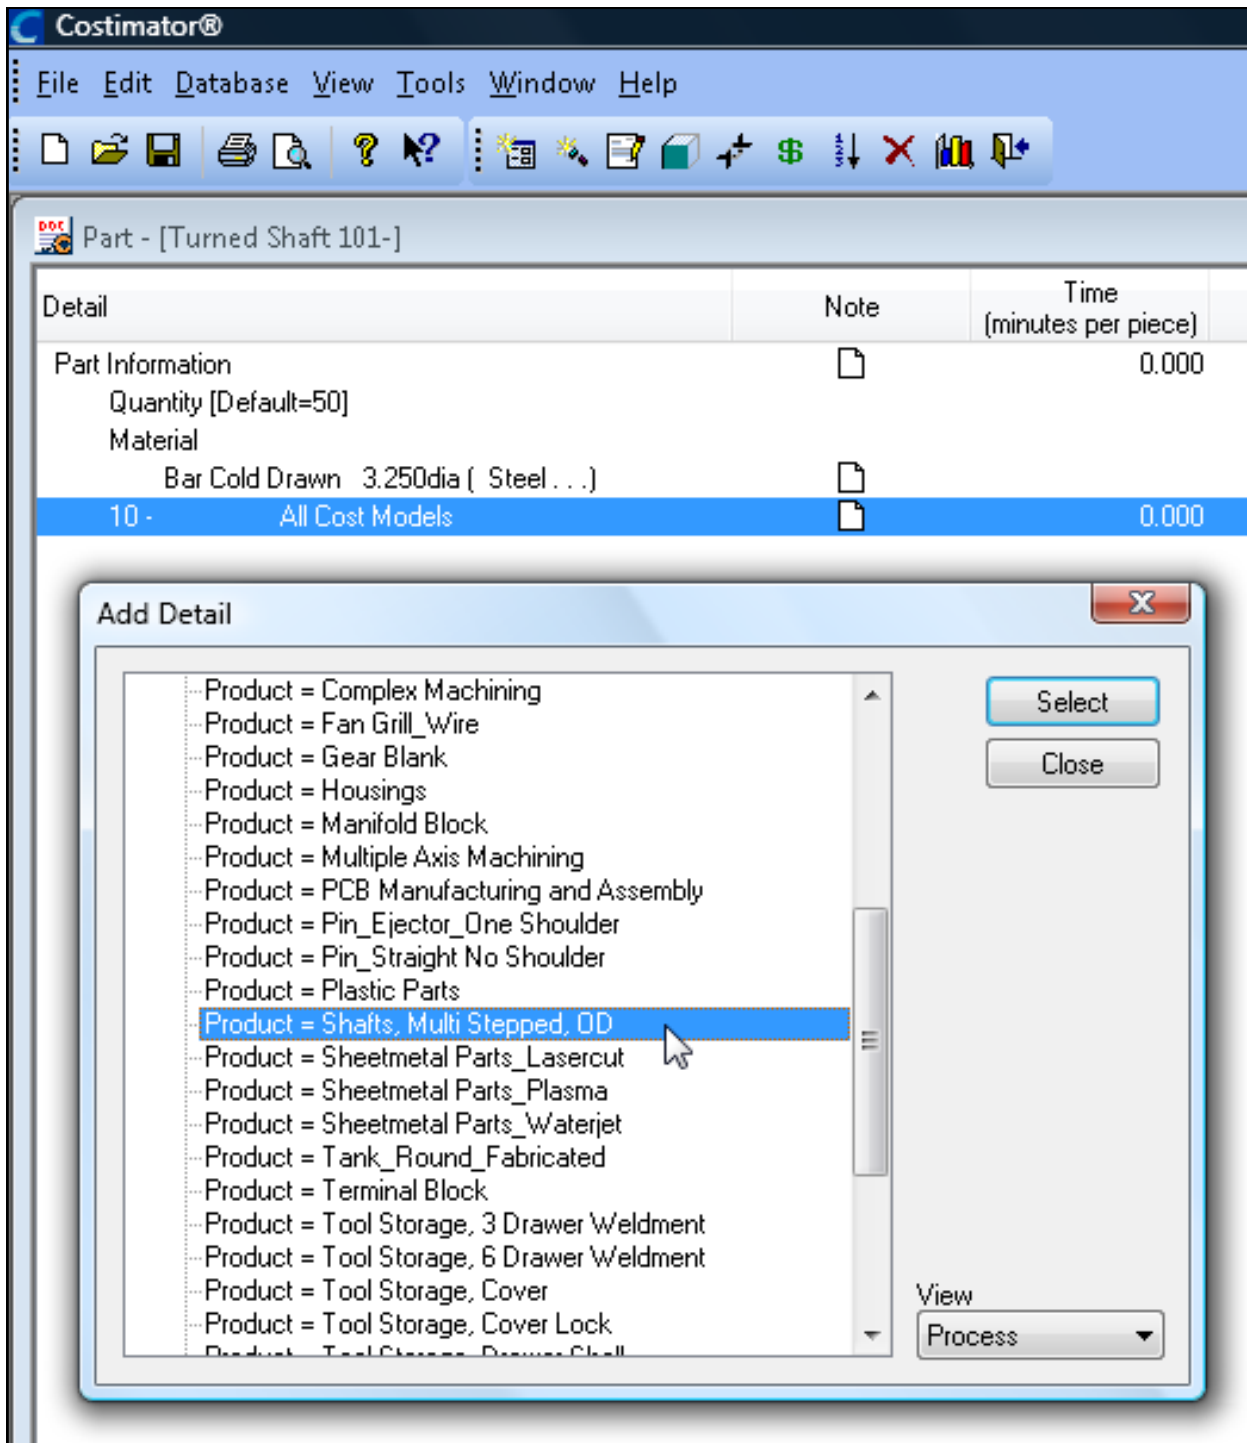 Costimator®
File Edit Database View Tools Window Help
Part - [Turned Shaft 101-]
Detail Note Time (minutes per piece)
Part Information 0.000
Quantity [Default=50]
Material
Bar Cold Drawn 3.250dia ( Steel . . .)
10 - All Cost Models 0.000
Add Detail
Product = Complex Machining
Product = Fan Grill_Wire
Product = Gear Blank
Product = Housings
Product = Manifold Block
Product = Multiple Axis Machining
Product = PCB Manufacturing and Assembly
Product = Pin_Ejector_One Shoulder
Product = Pin_Straight No Shoulder
Product = Plastic Parts
Product = Shafts, Multi Stepped, OD
Product = Sheetmetal Parts_Lasercut
Product = Sheetmetal Parts_Plasma
Product = Sheetmetal Parts_Waterjet
Product = Tank_Round_Fabricated
Product = Terminal Block
Product = Tool Storage, 3 Drawer Weldment
Product = Tool Storage, 6 Drawer Weldment
Product = Tool Storage, Cover
Product = Tool Storage, Cover Lock
Product = Tool Storage, Drawer Shell
Select
Close
View
Process